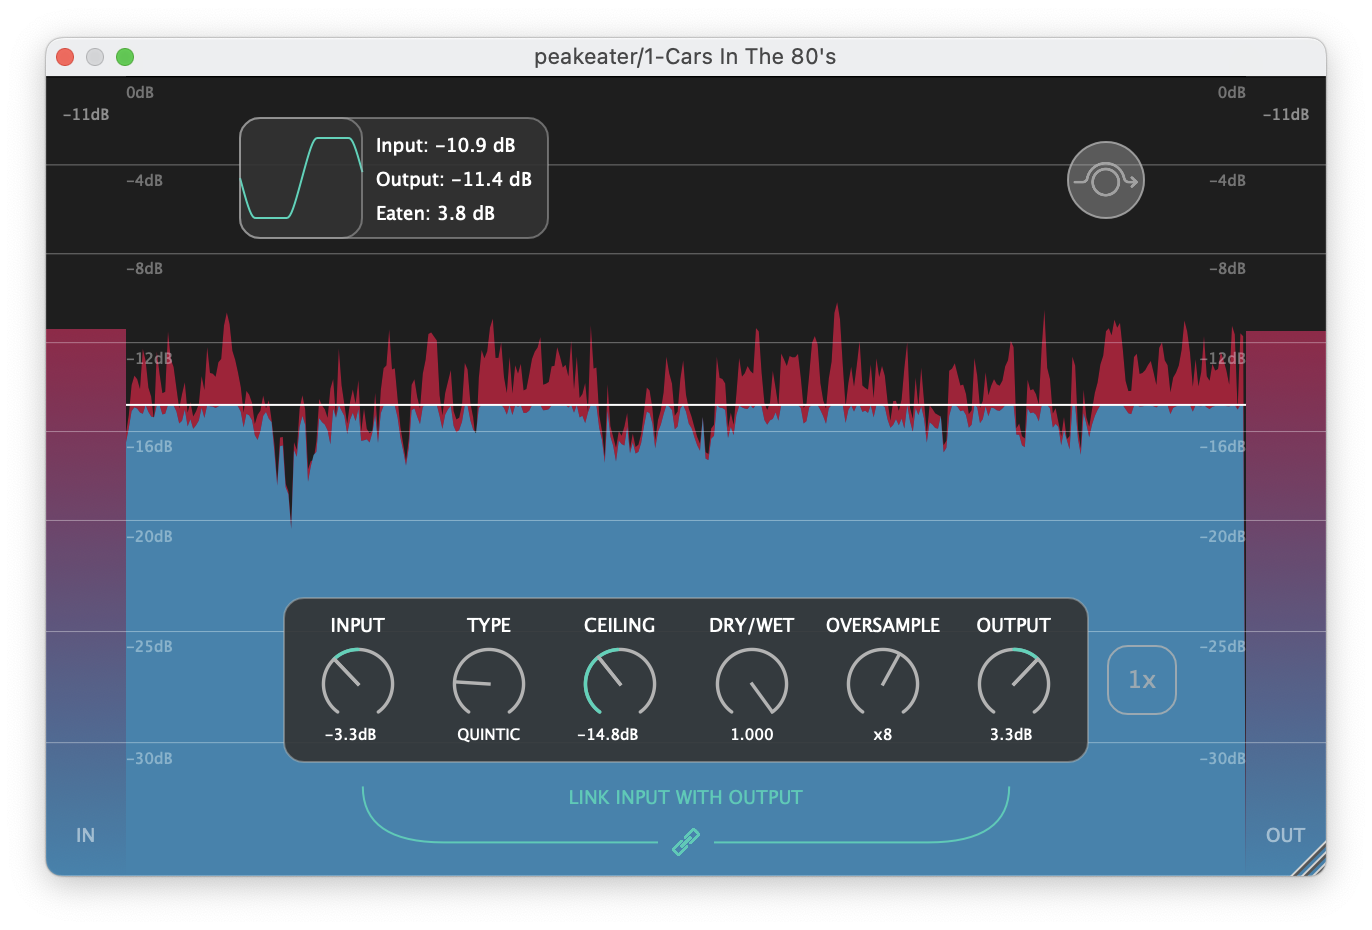 peakeater/1-Cars In The 80's
0dB
0dB
-11dB
-11dB
Input: -10.9 dB
Output: -11.4 dB
Eaten: 3.8 dB
-4dB
-4dB
-8dB
-8dB
-12dB
-12dB
-16dB
-16dB
-20dB
-20dB
INPUT TYPE CEILING DRY/WET OVERSAMPLE OUTPUT
-25dB
-25dB
1x
-3.3dB QUINTIC -14.8dB 1.000 x8 3.3dB
-30dB
-30dB
LINK INPUT WITH OUTPUT
IN
OUT